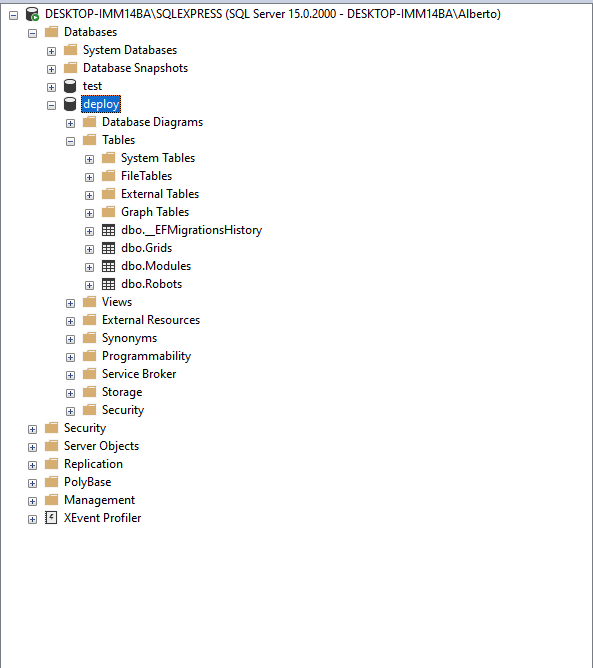 DESKTOP-IMM14BA\SQLEXPRESS (SQL Server 15.0.2000 - DESKTOP-IMM14BA\Alberto)
Databases
System Databases
Database Snapshots
test
deploy
Database Diagrams
Tables
System Tables
FileTables
External Tables
Graph Tables
dbo.__EFMigrationsHistory
dbo.Grids
dbo.Modules
dbo.Robots
Views
External Resources
Synonyms
Programmability
Service Broker
Storage
Security
Security
Server Objects
Replication
PolyBase
Management
XEvent Profiler